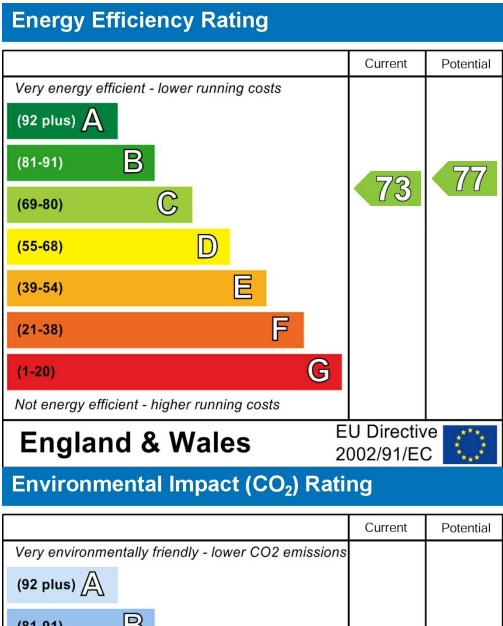 Energy Efficiency Rating
Current Potential
Very energy efficient - lower running costs
(92 plus) A
(81-91) B
(69-80) C
73 77
(55-68) D
(39-54) E
(21-38) F
(1-20) G
Not energy efficient - higher running costs
England & Wales
EU Directive
2002/91/EC
Environmental Impact (CO₂) Rating
Current Potential
Very environmentally friendly - lower CO2 emissions
(92 plus) A
(81-91) B